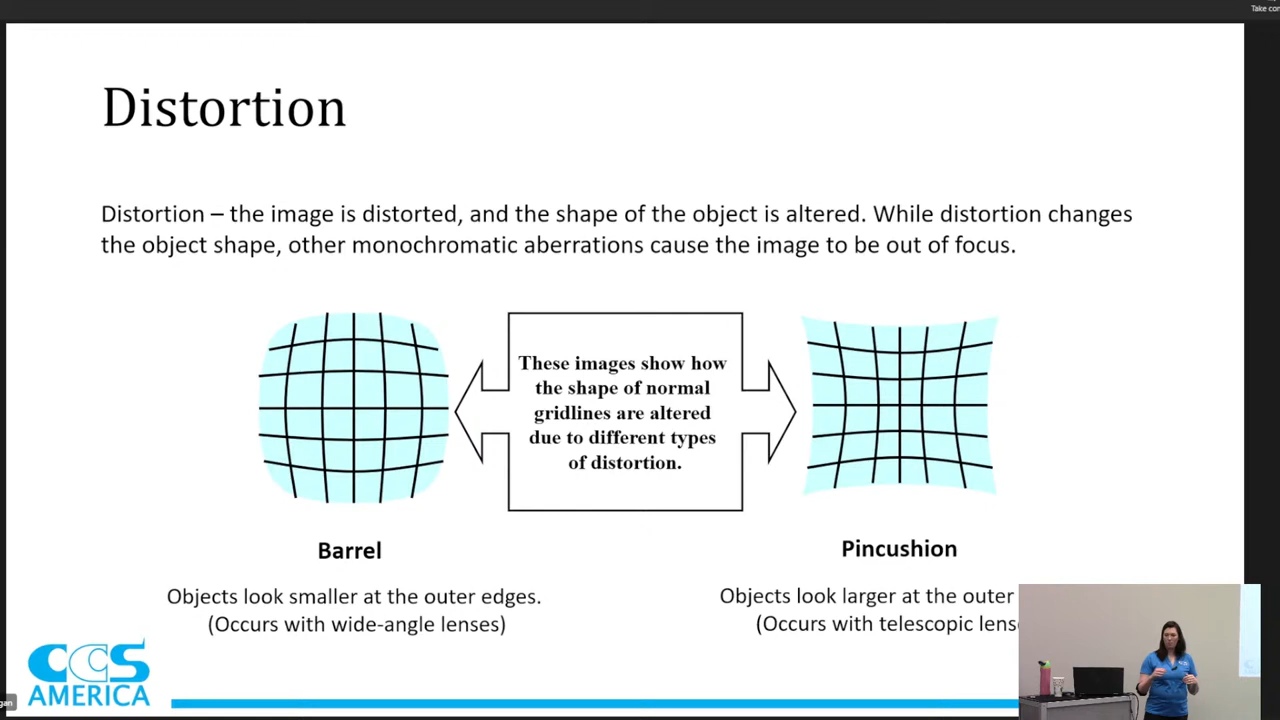 Take
Distortion
Distortion – the image is distorted, and the shape of the object is altered. While distortion changes
the object shape, other monochromatic aberrations cause the image to be out of focus.
These images show how
the shape of normal
gridlines are altered
due to different types
of distortion.
Barrel
Pincushion
Objects look smaller at the outer edges.
(Occurs with wide-angle lenses)
Objects look larger at the outer
(Occurs with telescopic
CCS
AMERICA